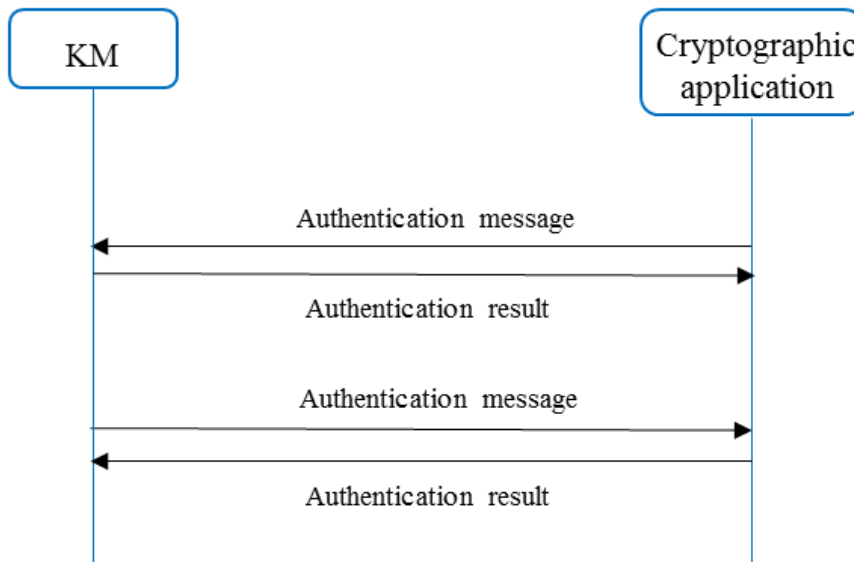 KM
Cryptographic
application
Authentication message
Authentication result
Authentication message
Authentication result